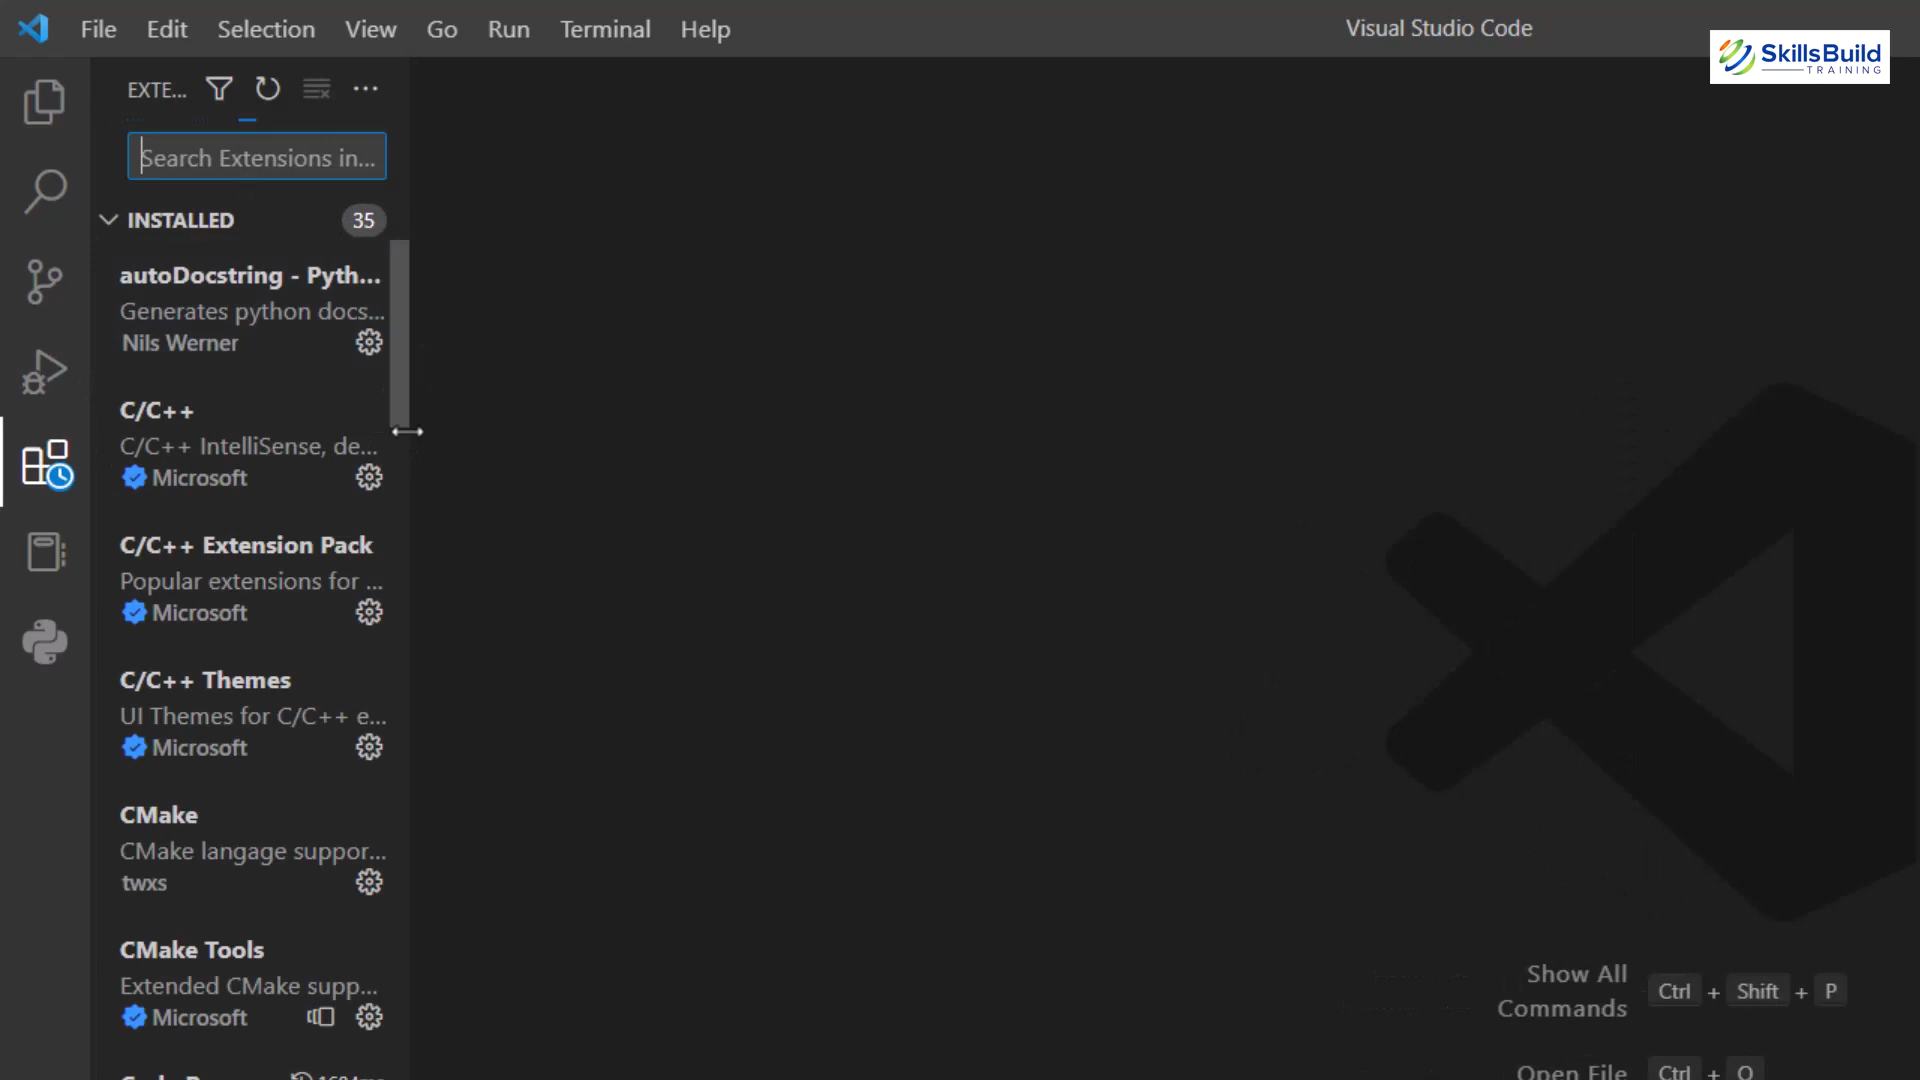 File Edit Selection View Go Run Terminal Help
Visual Studio Code
SkillsBuild
TRAINING
EXTE...
Search Extensions in...
INSTALLED 35
autoDocstring - Pyth...
Generates python docs...
Nils Werner
C/C++
C/C++ IntelliSense, de...
Microsoft
C/C++ Extension Pack
Popular extensions for ...
Microsoft
C/C++ Themes
UI Themes for C/C++ e...
Microsoft
CMake
CMake langage suppor...
twxs
CMake Tools
Extended CMake supp...
Microsoft
Show All
Commands
Ctrl + Shift + P
Open File Ctrl + O